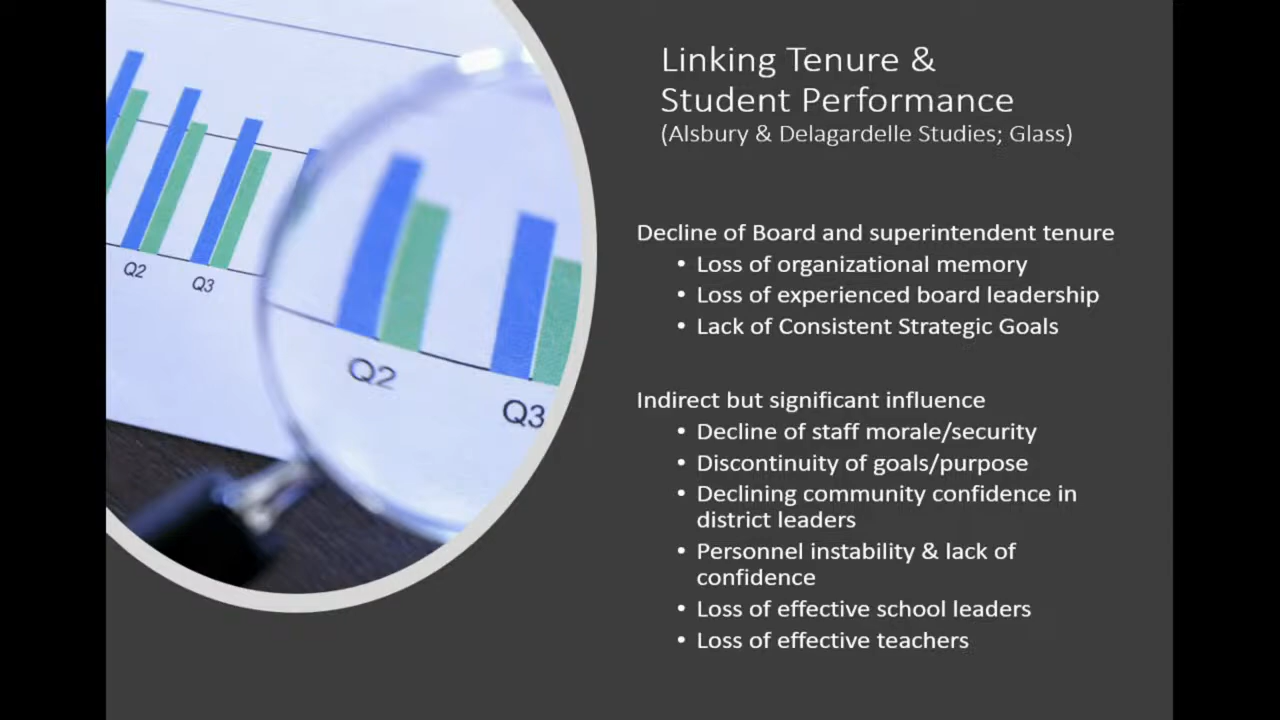 Linking Tenure &
Student Performance
(Alsbury & Delagardelle Studies; Glass)
Decline of Board and superintendent tenure
• Loss of organizational memory
• Loss of experienced board leadership
• Lack of Consistent Strategic Goals
Indirect but significant influence
• Decline of staff morale/security
• Discontinuity of goals/purpose
• Declining community confidence in
district leaders
• Personnel instability & lack of
confidence
• Loss of effective school leaders
• Loss of effective teachers
Q2
Q3
Q2
Q3